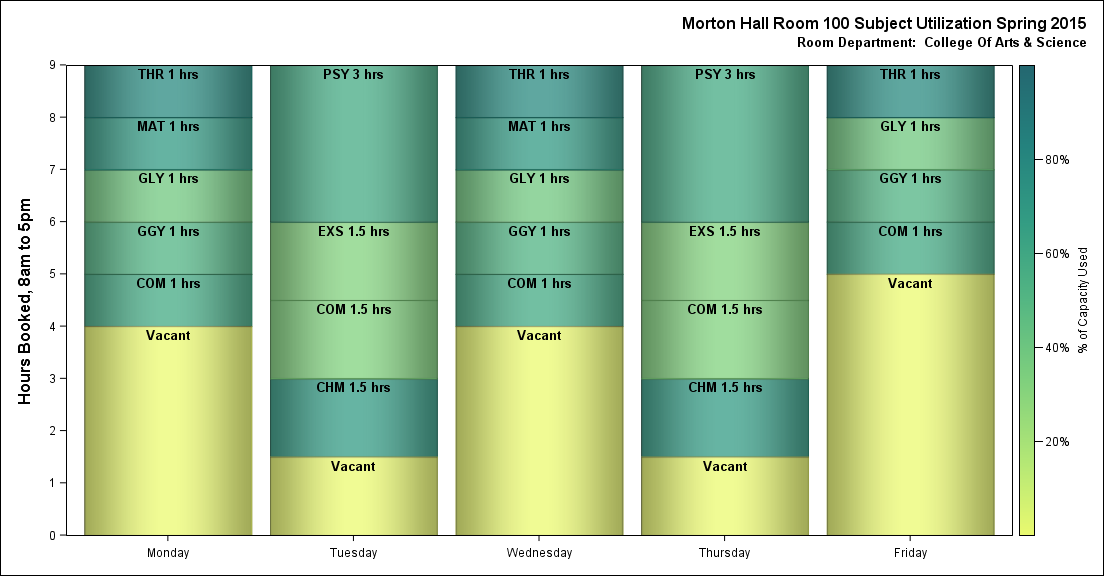 Morton Hall Room 100 Subject Utilization Spring 2015
Room Department: College Of Arts & Science
Hours Booked, 8am to 5pm
9
8
7
6
5
4
3
2
1
0
THR 1 hrs
MAT 1 hrs
GLY 1 hrs
GGY 1 hrs
COM 1 hrs
Vacant
Monday
PSY 3 hrs
EXS 1.5 hrs
COM 1.5 hrs
CHM 1.5 hrs
Vacant
Tuesday
THR 1 hrs
MAT 1 hrs
GLY 1 hrs
GGY 1 hrs
COM 1 hrs
Vacant
Wednesday
PSY 3 hrs
EXS 1.5 hrs
COM 1.5 hrs
CHM 1.5 hrs
Vacant
Thursday
THR 1 hrs
GLY 1 hrs
GGY 1 hrs
COM 1 hrs
Vacant
Friday
80%
60%
40%
20%
% of Capacity Used